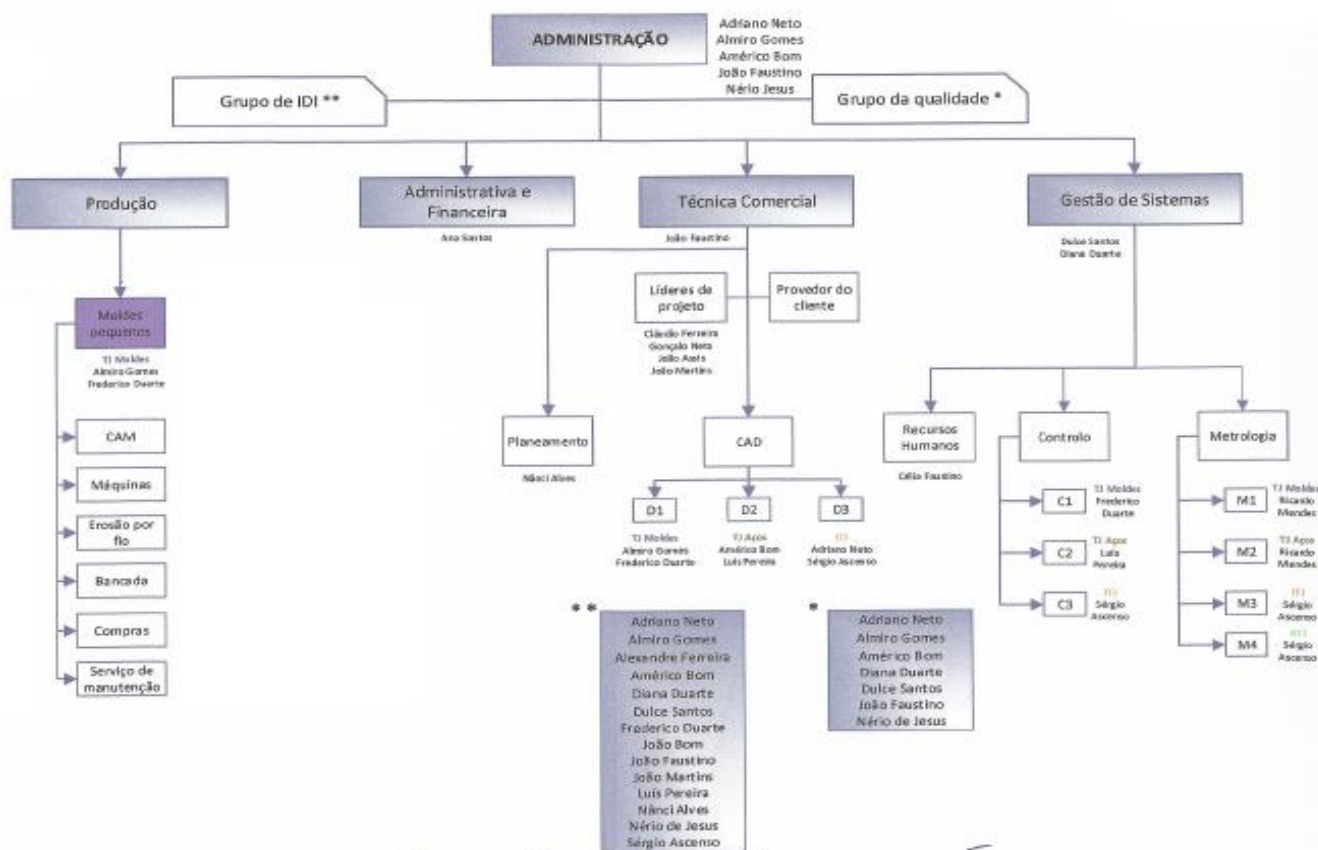 ADMINISTRAÇÃO
Adriano Neto
Almiro Gomes
Américo Bom
João Faustino
Nério Jesus
Grupo de IDI **
Grupo da qualidade *
Produção
Administrativa e
Financeira
Ana Santos
Técnica Comercial
João Faustino
Gestão de Sistemas
Dulce Santos
Diana Duarte
Moldes
pequenos
TJ Moldes
Almiro Gomes
Frederico Duarte
CAM
Máquinas
Erosão por
fio
Bancada
Compras
Serviço de
manutenção
Líderes de
projeto
Cláudio Ferreira
Gonçalo Neto
João Assis
João Martins
Provedor do
cliente
Planeamento
Nânci Alves
CAD
D1
TJ Moldes
Almiro Gomes
Frederico Duarte
D2
TJ Aços
Américo Bom
Luís Pereira
D3
Adriano Neto
Sérgio Ascenso
Recursos
Humanos
Célia Faustino
Controlo
C1
TJ Moldes
Frederico
Duarte
C2
TJ Aços
Luís
Pereira
C3
Sérgio
Ascenso
Metrologia
M1
TJ Moldes
Ricardo
Mendes
M2
TJ Aços
Ricardo
Mendes
M3
Sérgio
Ascenso
M4
Sérgio
Ascenso
**
Adriano Neto
Almiro Gomes
Alexandre Ferreira
Américo Bom
Diana Duarte
Dulce Santos
Frederico Duarte
João Bom
João Faustino
João Martins
Luís Pereira
Nânci Alves
Nério de Jesus
Sérgio Ascenso
*
Adriano Neto
Almiro Gomes
Américo Bom
Diana Duarte
Dulce Santos
João Faustino
Nério de Jesus